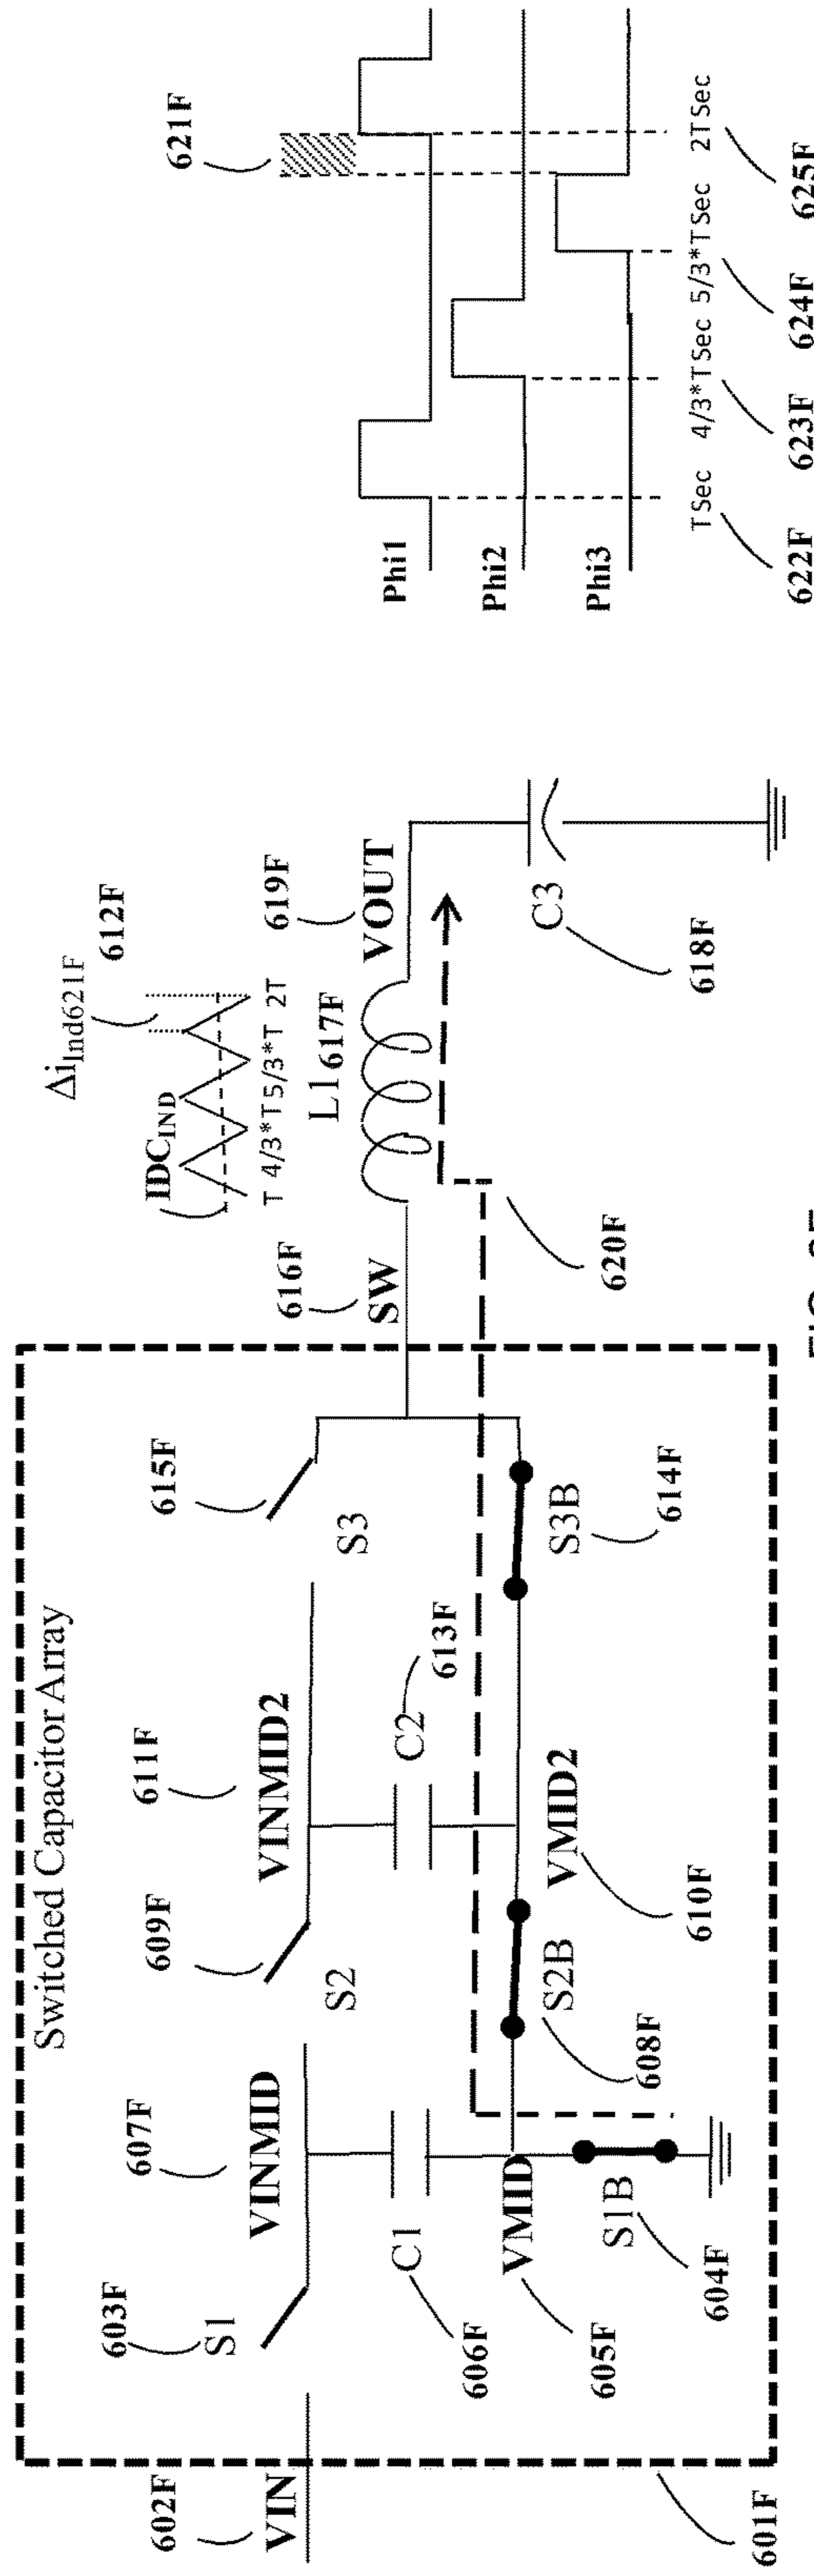 Switched Capacitor Array
602F
VIN
603F
S1
607F
VINMID
C1
606F
VMID
605F
S1B
604F
601F
609F
S2
611F
VINMID2
C2
613F
S2B
608F
VMID2
610F
615F
S3
S3B
614F
616F
SW
620F
ΔiInd621F
612F
IDCIND
T 4/3*T 5/3*T 2T
L1
617F
619F
VOUT
C3
618F
621F
Phi1
Phi2
Phi3
TSec 4/3*TSec 5/3*TSec 2TSec
622F
623F
624F
625F